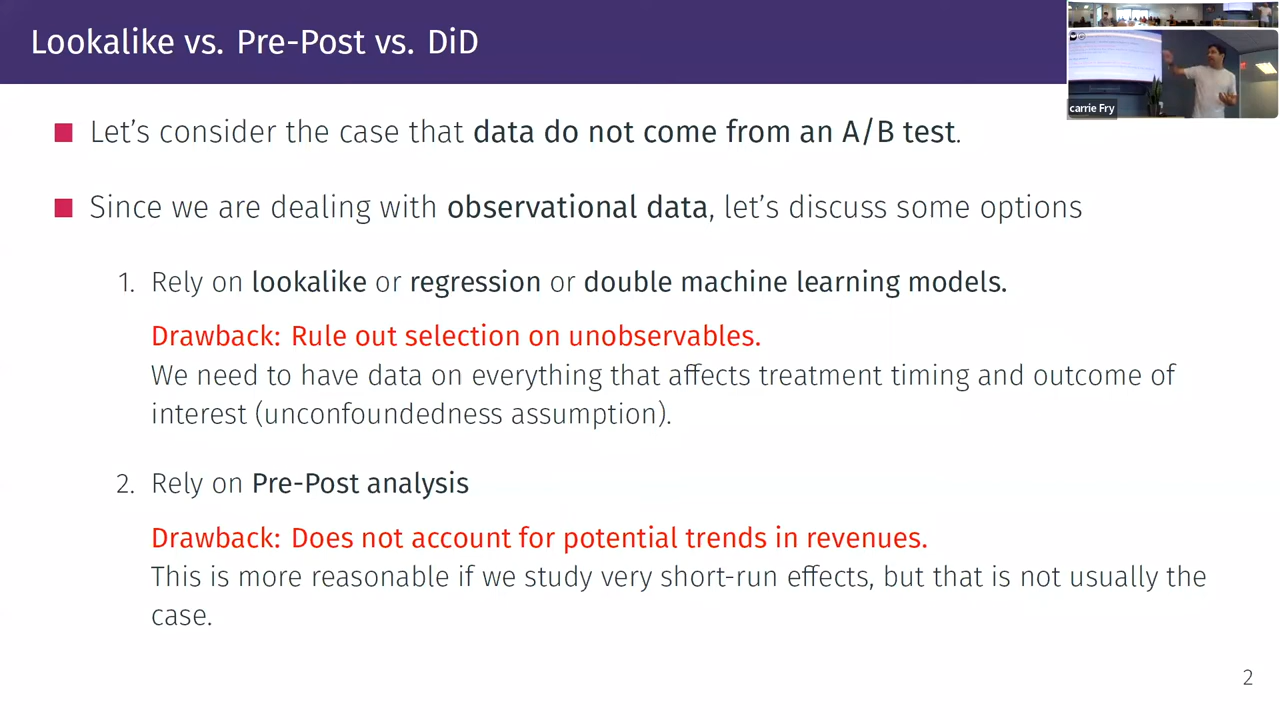 Lookalike vs. Pre-Post vs. DiD
carrie Fry
Let's consider the case that data do not come from an A/B test.
Since we are dealing with observational data, let's discuss some options
1. Rely on lookalike or regression or double machine learning models.
Drawback: Rule out selection on unobservables.
We need to have data on everything that affects treatment timing and outcome of
interest (unconfoundedness assumption).
2. Rely on Pre-Post analysis
Drawback: Does not account for potential trends in revenues.
This is more reasonable if we study very short-run effects, but that is not usually the
case.
2